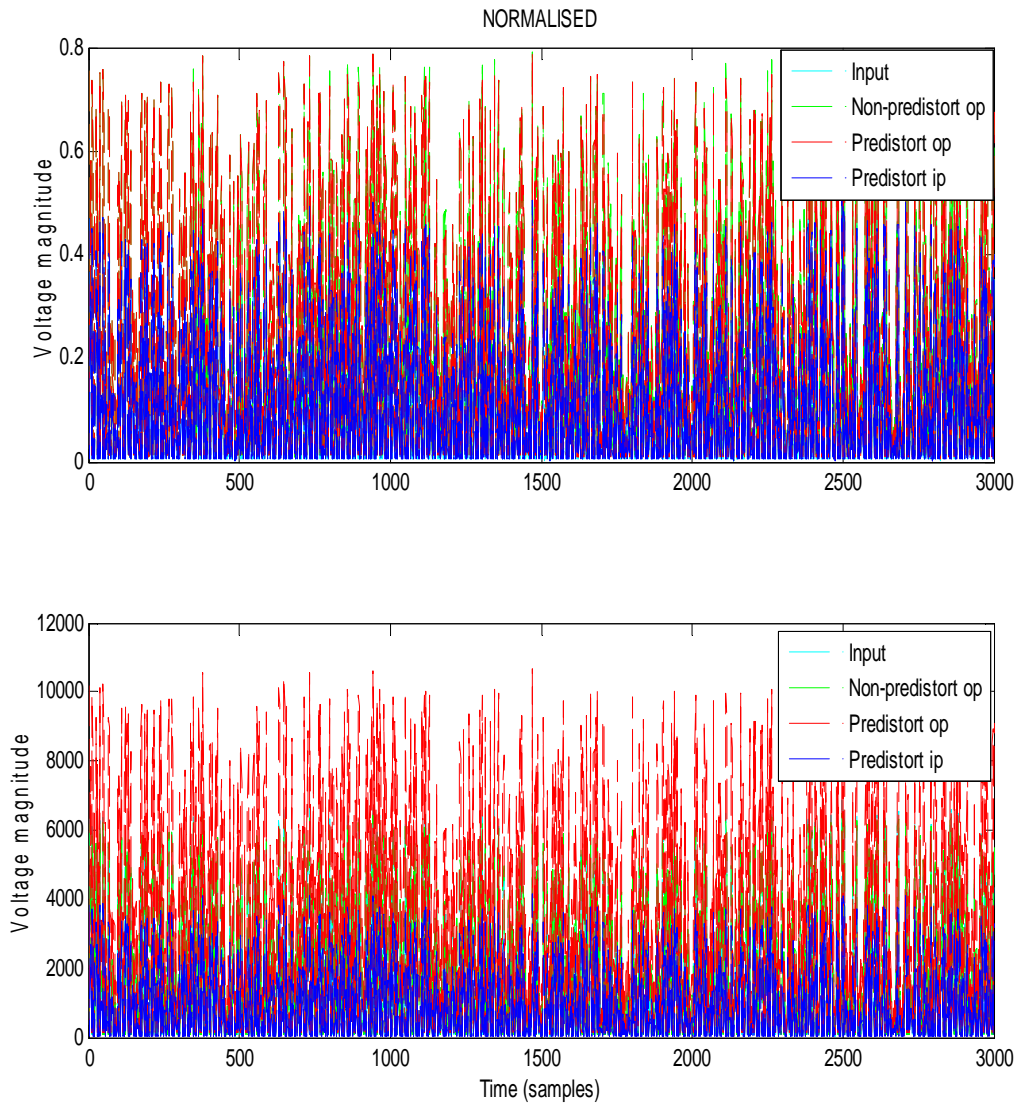 NORMALISED
0.8
0.6
0.4
0.2
0
Voltage magnitude
0 500 1000 1500 2000 2500 3000
Input
Non-predistort op
Predistort op
Predistort ip
12000
10000
8000
6000
4000
2000
0
Voltage magnitude
0 500 1000 1500 2000 2500 3000
Time (samples)
Input
Non-predistort op
Predistort op
Predistort ip